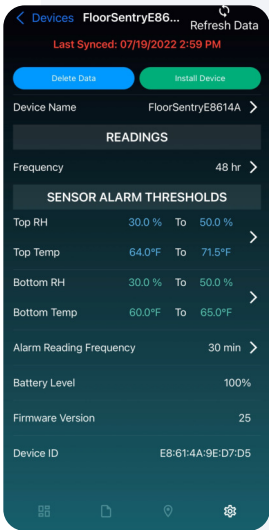 Devices FloorSentryE86... Refresh Data
Last Synced: 07/19/2022 2:59 PM
Delete Data Install Device
Device Name FloorSentryE8614A
READINGS
Frequency 48 hr
SENSOR ALARM THRESHOLDS
Top RH 30.0 % To 50.0 %
Top Temp 64.0°F To 71.5°F
Bottom RH 30.0 % To 50.0 %
Bottom Temp 60.0°F To 65.0°F
Alarm Reading Frequency 30 min
Battery Level 100%
Firmware Version 25
Device ID E8:61:4A:9E:D7:D5